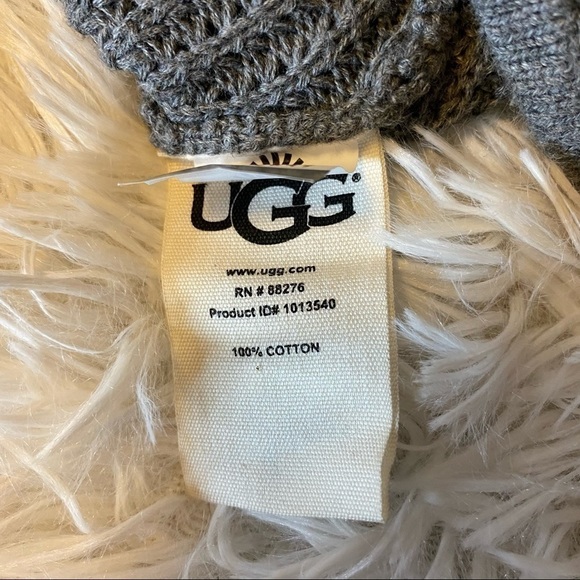 UGG®
www.ugg.com
RN # 88276
Product ID# 1013540
100% COTTON